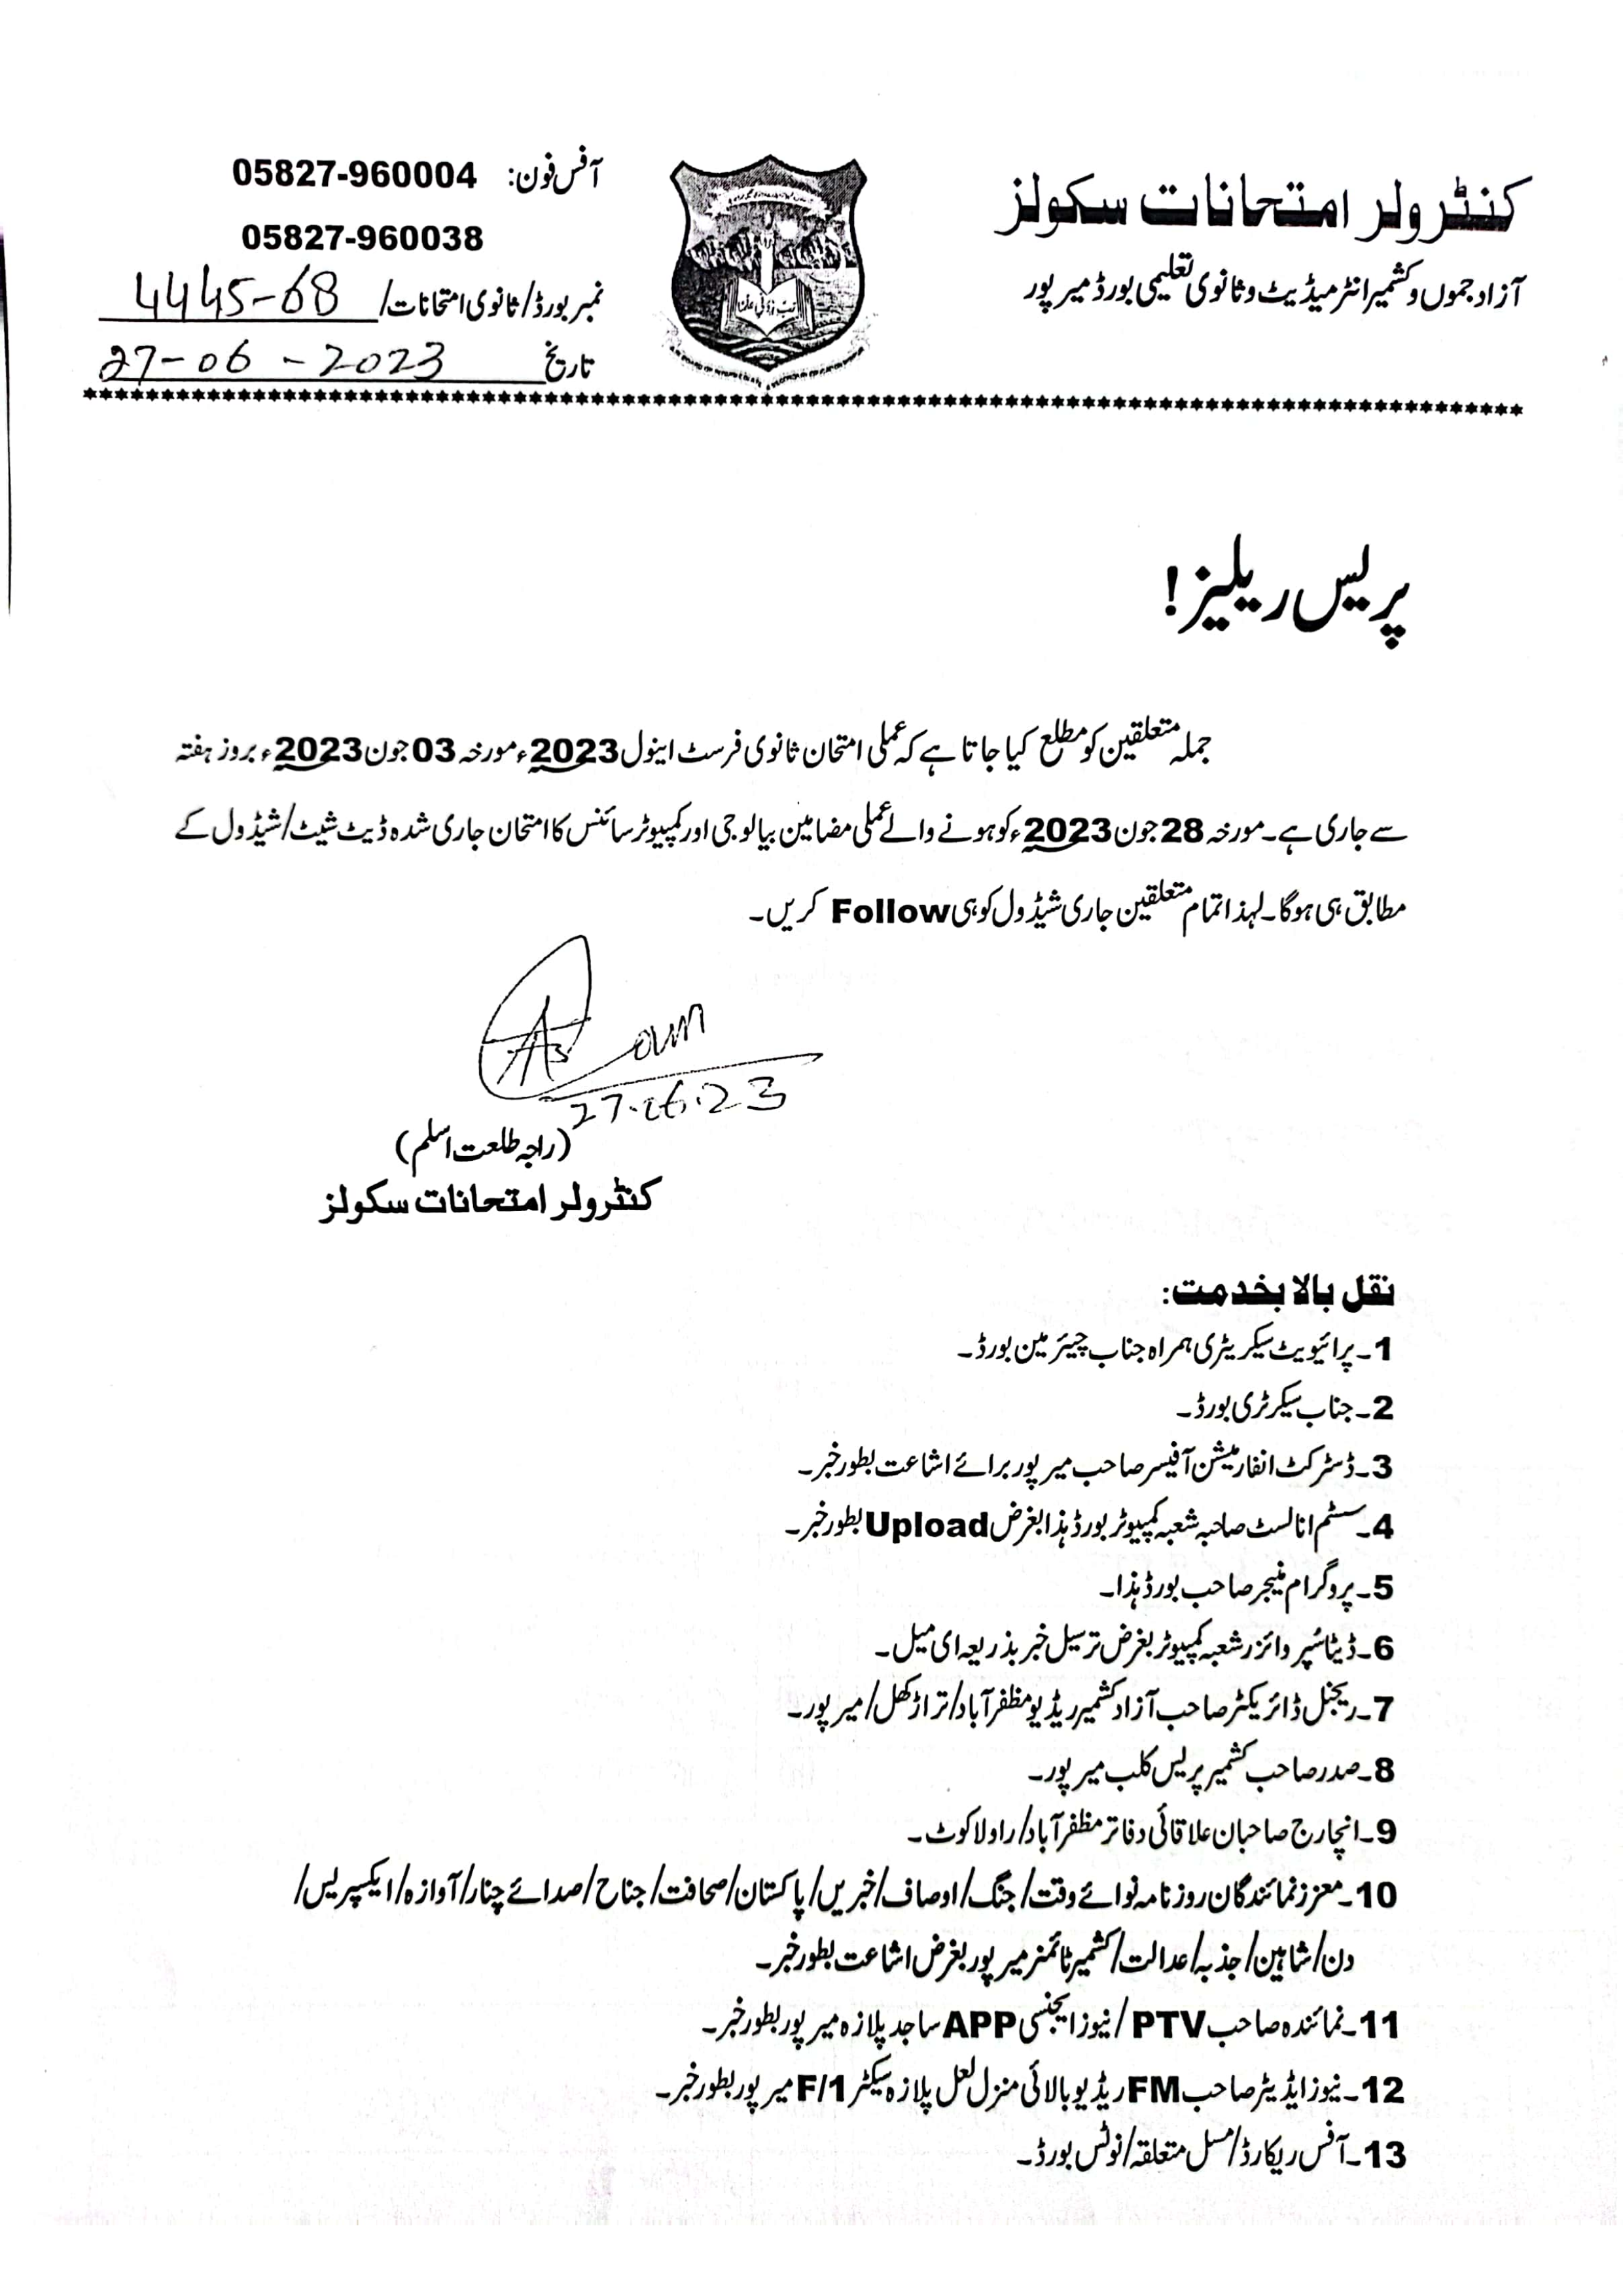 کنٹرولر امتحانات سکولز
آزاد جموں و کشمیر انٹرمیڈیٹ و ثانوی تعلیمی بورڈ میرپور
آفس فون: 05827-960004
05827-960038
نمبر بورڈ/ثانوی امتحانات/ 4445-68
تاریخ 27-06-2023
پریس ریلیز!
جملہ متعلقین کو مطلع کیا جاتا ہے کہ عملی امتحان ثانوی فرسٹ اینول 2023ء مورخہ 03 جون 2023ء بروز ہفتہ
سے جاری ہے۔ مورخہ 28 جون 2023ء کو ہونے والے عملی مضامین بیالوجی اور کمپیوٹر سائنس کا امتحان جاری شدہ ڈیٹ شیٹ/شیڈول کے
مطابق ہی ہوگا۔ لہذا تمام متعلقین جاری شیڈول کو ہی Follow کریں۔
27.06.23
(راجہ طلعت اسلم)
کنٹرولر امتحانات سکولز
نقل بالا بخدمت:
1۔ پرائیویٹ سیکریٹری ہمراہ جناب چیئرمین بورڈ۔
2۔ جناب سیکرٹری بورڈ۔
3۔ ڈسٹرکٹ انفارمیشن آفیسر صاحب میرپور برائے اشاعت بطور خبر۔
4۔ سسٹم انالسٹ صاحبہ شعبہ کمپیوٹر بورڈ ہذا بغرض Upload بطور خبر۔
5۔ پروگرام منیجر صاحب بورڈ ہذا۔
6۔ ڈیٹا سپروائزر شعبہ کمپیوٹر بغرض ترسیل خبر بذریعہ ای میل۔
7۔ ریجنل ڈائریکٹر صاحب آزاد کشمیر ریڈیو مظفرآباد/تراڑکھل/میرپور۔
8۔ صدر صاحب کشمیر پریس کلب میرپور۔
9۔ انچارج صاحبان علاقائی دفاتر مظفرآباد/راولاکوٹ۔
10۔ معزز نمائندگان روزنامہ نوائے وقت/جنگ/اوصاف/خبریں/پاکستان/صحافت/جناح/صدائے چنار/آوازہ/ایکسپریس/
دن/شاہین/جذبہ/عدالت/کشمیر ٹائمنز میرپور بغرض اشاعت بطور خبر۔
11۔ نمائندہ صاحب PTV/نیوز ایجنسی APP ساجد پلازہ میرپور بطور خبر۔
12۔ نیوز ایڈیٹر صاحب FM ریڈیو بالائی منزل لعل پلازہ سیکٹر F/1 میرپور بطور خبر۔
13۔ آفس ریکارڈ/مسل متعلقہ/نوٹس بورڈ۔